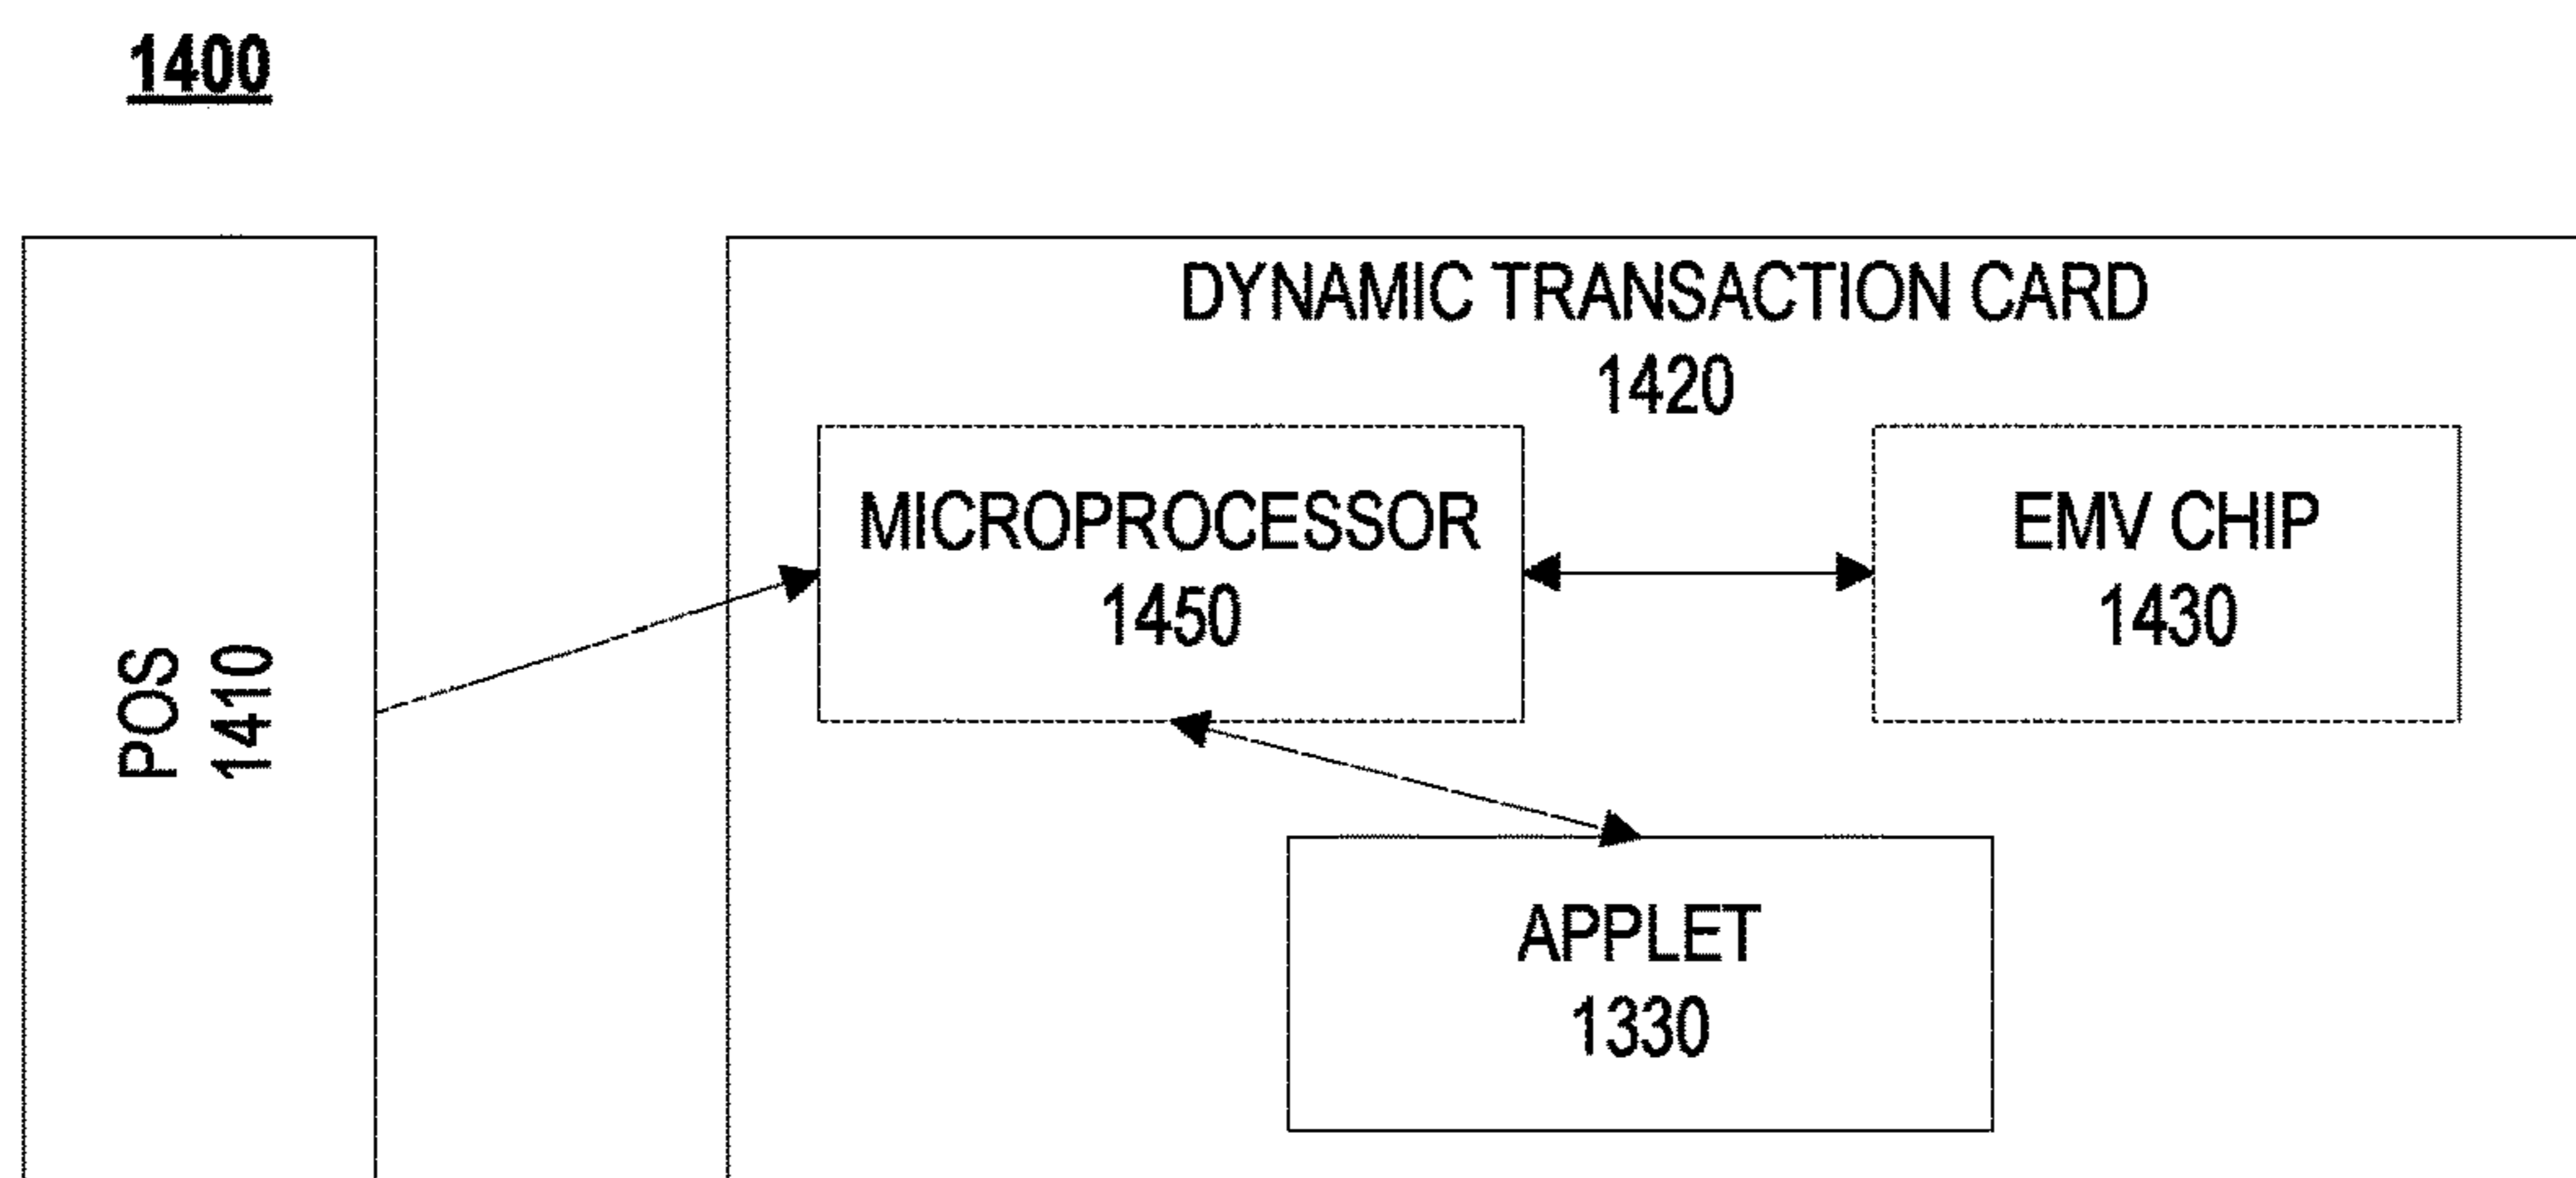 1400
POS
1410
DYNAMIC TRANSACTION CARD
1420
MICROPROCESSOR
1450
EMV CHIP
1430
APPLET
1330